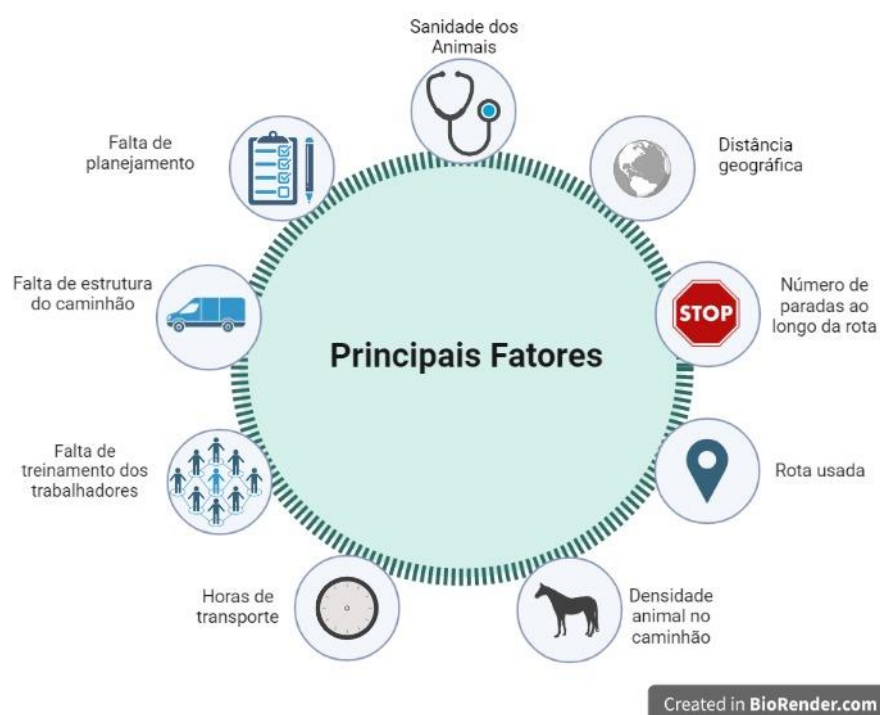 Sanidade dos
Animais
Distância
geográfica
Número de
paradas ao
longo da rota
STOP
Rota usada
Densidade
animal no
caminhão
Horas de
transporte
Falta de
treinamento dos
trabalhadores
Falta de estrutura
do caminhão
Falta de
planejamento
Principais Fatores
Created in BioRender.com